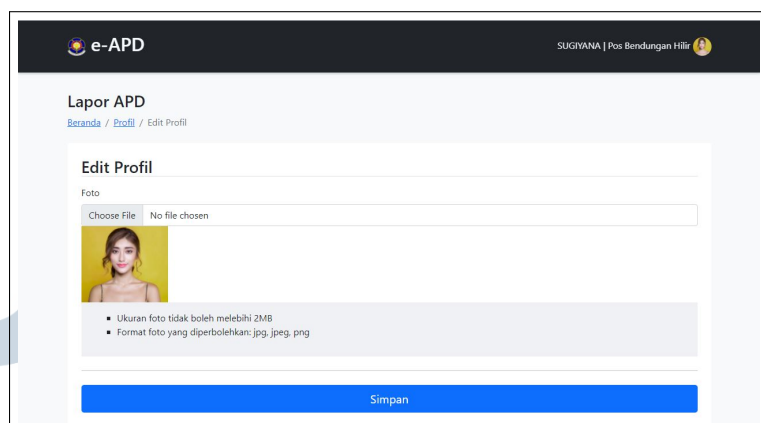 e-APD
SUGIYANA | Pos Bendungan Hilir
Lapor APD
Beranda / Profil / Edit Profil
Edit Profil
Foto
Choose File No file chosen
Ukuran foto tidak boleh melebihi 2MB
Format foto yang diperbolehkan: jpg, jpeg, png
Simpan